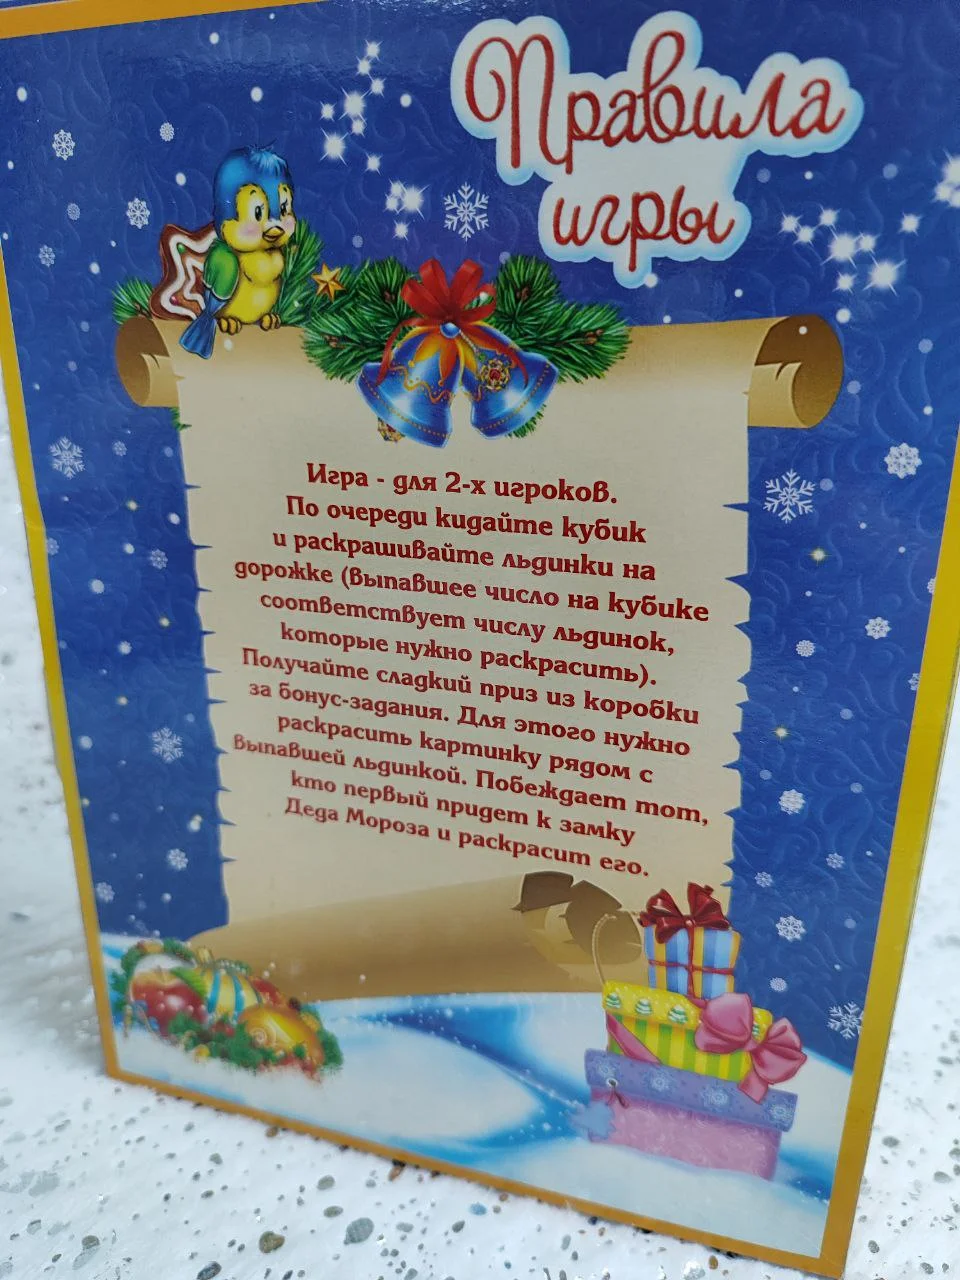 Правила
игры
Игра - для 2-х игроков.
По очереди кидайте кубик
и раскрашивайте льдинки на
дорожке (выпавшее число на кубике
соответствует числу льдинок,
которые нужно раскрасить).
Получайте сладкий приз из коробки
за бонус-задания. Для этого нужно
раскрасить картинку рядом с
выпавшей льдинкой. Побеждает тот,
кто первый придет к замку
Деда Мороза и раскрасит его.